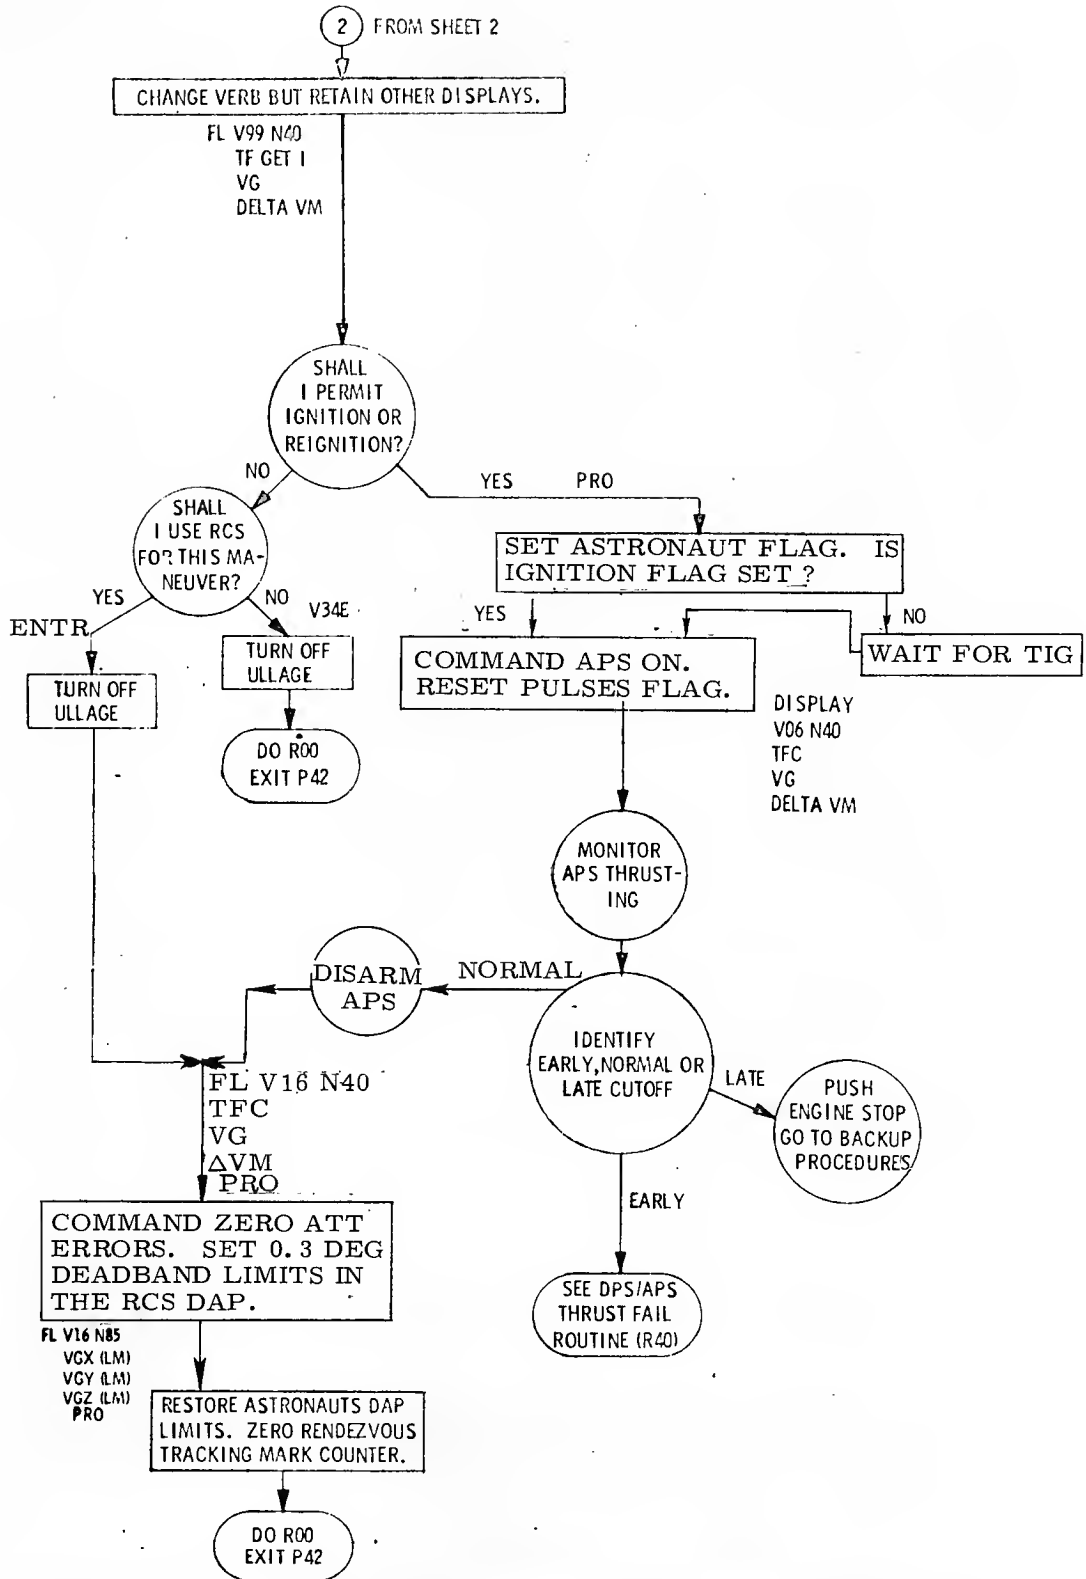 2 FROM SHEET 2
CHANGE VERB BUT RETAIN OTHER DISPLAYS.
FL V99 N40
TF GET I
VG
DELTA VM
SHALL
I PERMIT
IGNITION OR
REIGNITION?
NO
YES PRO
SHALL
I USE RCS
FOR THIS MA-
NEUVER?
SET ASTRONAUT FLAG. IS
IGNITION FLAG SET ?
YES
NO
V34E
YES
NO
ENTR
TURN OFF
ULLAGE
TURN OFF
ULLAGE
COMMAND APS ON.
RESET PULSES FLAG.
WAIT FOR TIG
DO R00
EXIT P42
DISPLAY
V06 N40
TFC
VG
DELTA VM
MONITOR
APS THRUST-
ING
DISARM
APS
NORMAL
IDENTIFY
EARLY, NORMAL OR
LATE CUTOFF
LATE
PUSH
ENGINE STOP
GO TO BACKUP
PROCEDURES
FL V16 N40
TFC
VG
△VM
PRO
EARLY
COMMAND ZERO ATT
ERRORS. SET 0.3 DEG
DEADBAND LIMITS IN
THE RCS DAP.
SEE DPS/APS
THRUST FAIL
ROUTINE (R40)
FL V16 N85
VGX (LM)
VGY (LM)
VGZ (LM)
PRO
RESTORE ASTRONAUTS DAP
LIMITS. ZERO RENDEZVOUS
TRACKING MARK COUNTER.
DO R00
EXIT P42